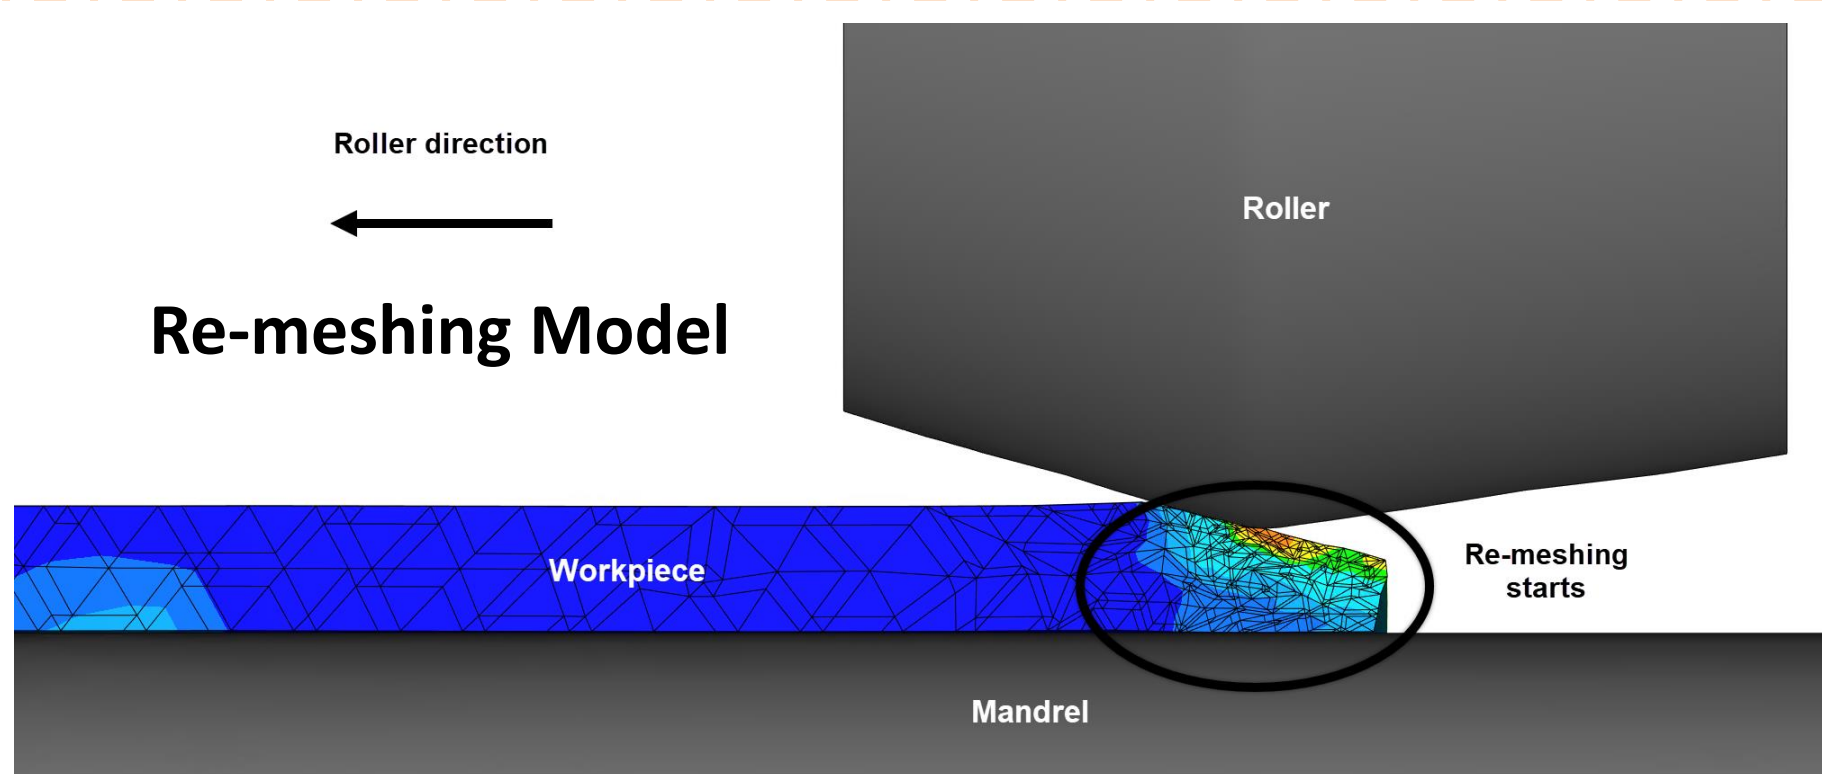 Roller direction
Re-meshing Model
Roller
Workpiece
Re-meshing
starts
Mandrel